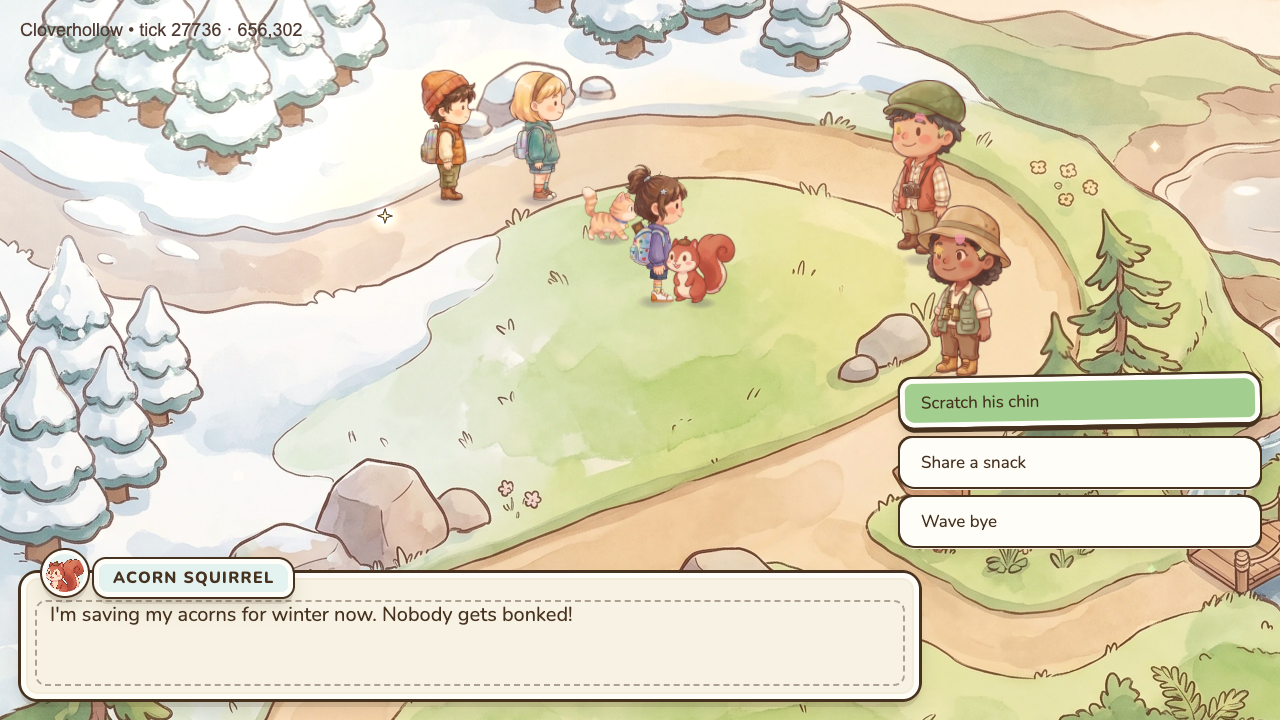 Cloverhollow • tick 27736 · 656,302
Scratch his chin
Share a snack
Wave bye
ACORN SQUIRREL
I'm saving my acorns for winter now. Nobody gets bonked!